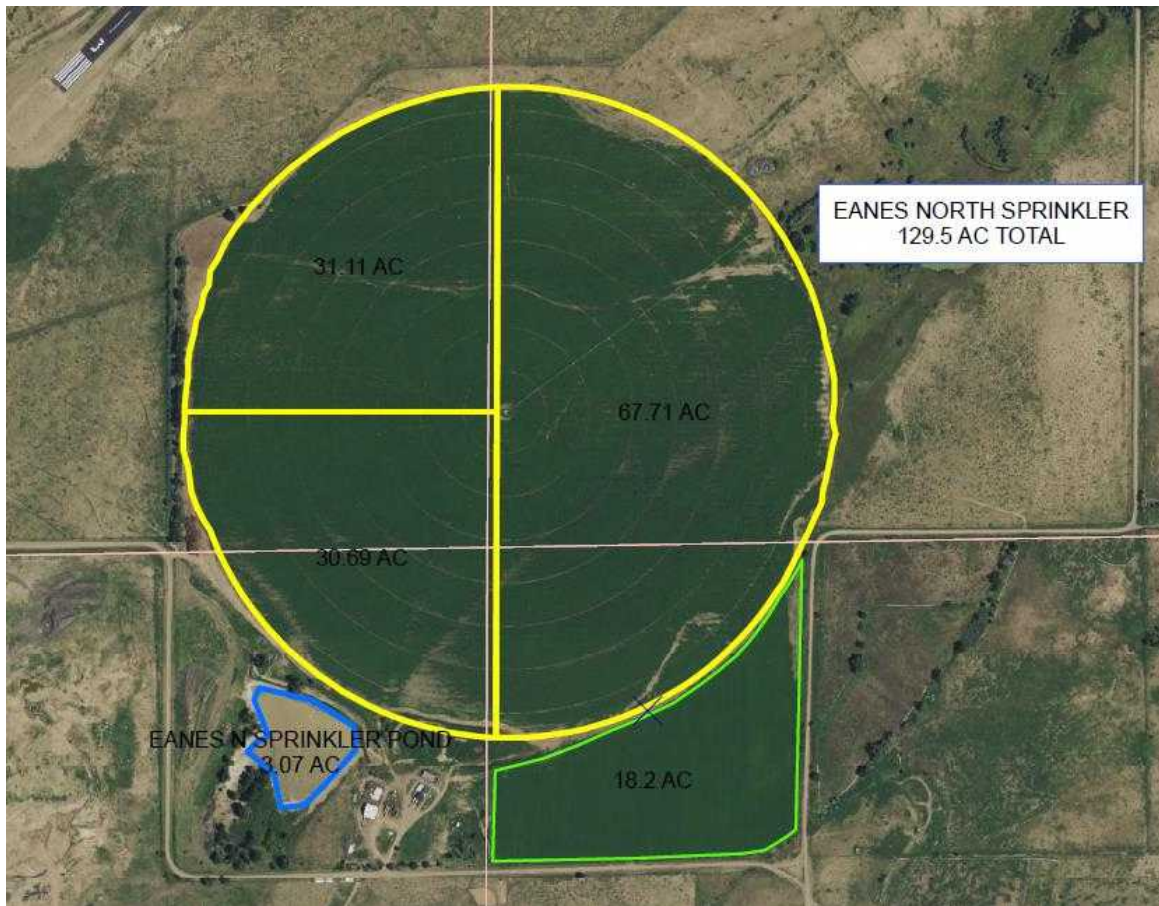 3
EANES NORTH SPRINKLER
129.5 AC TOTAL
31.11 AC
67.71 AC
30.69 AC
EANES N SPRINKLER POND
3.07 AC
18.2 AC